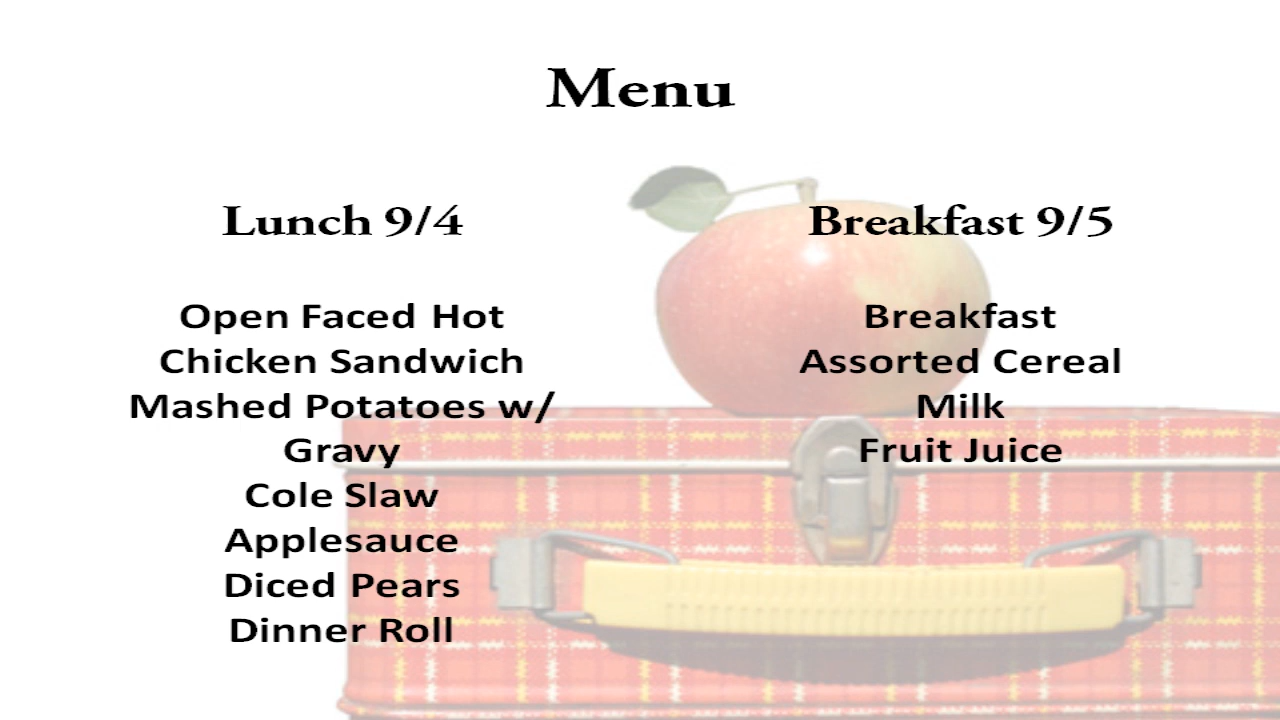 Menu
Lunch 9/4
Open Faced Hot
Chicken Sandwich
Mashed Potatoes w/
Gravy
Cole Slaw
Applesauce
Diced Pears
Dinner Roll
Breakfast 9/5
Breakfast
Assorted Cereal
Milk
Fruit Juice